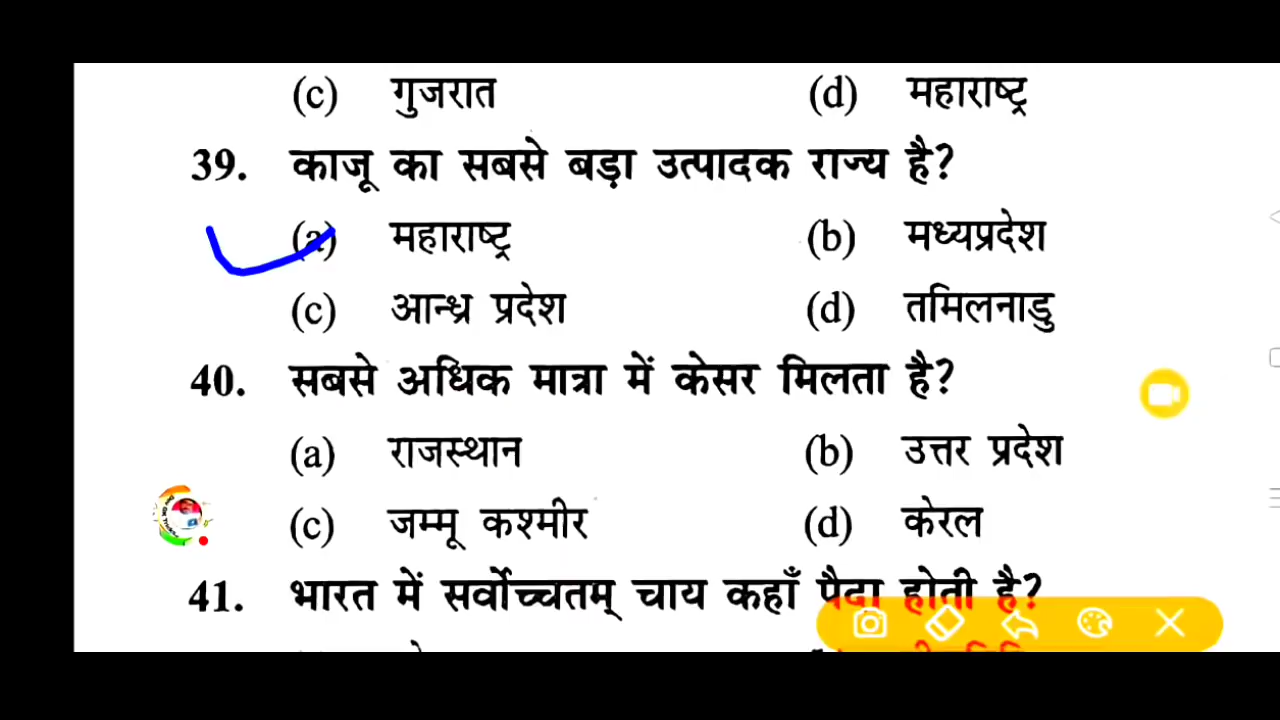 (c) गुजरात (d) महाराष्ट्र
39. काजू का सबसे बड़ा उत्पादक राज्य है?
(a) महाराष्ट्र (b) मध्यप्रदेश
(c) आन्ध्र प्रदेश (d) तमिलनाडु
40. सबसे अधिक मात्रा में केसर मिलता है?
(a) राजस्थान (b) उत्तर प्रदेश
(c) जम्मू कश्मीर (d) केरल
41. भारत में सर्वोच्चतम् चाय कहाँ पैदा होती है?